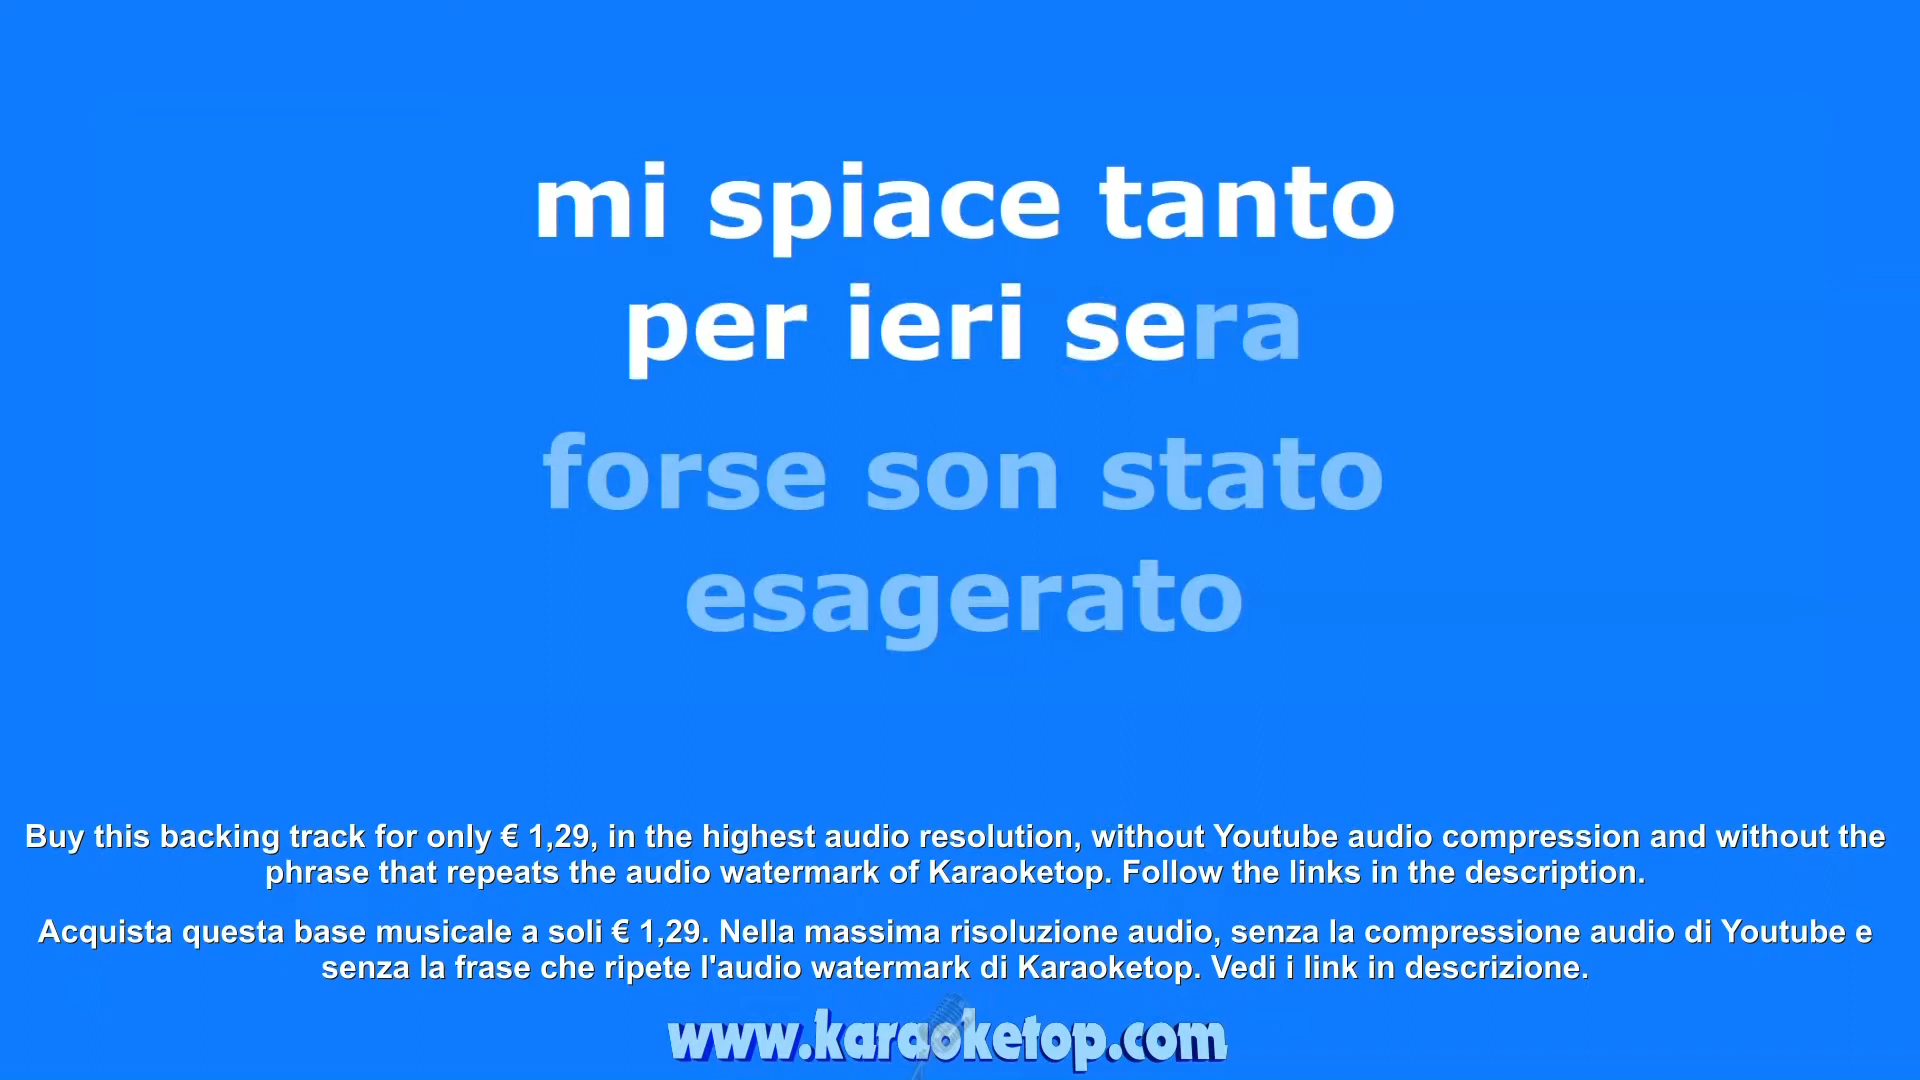 mi spiace tanto
per ieri sera
forse son stato
esagerato
Buy this backing track for only € 1,29, in the highest audio resolution, without Youtube audio compression and without the
phrase that repeats the audio watermark of Karaoketop. Follow the links in the description.
Acquista questa base musicale a soli € 1,29. Nella massima risoluzione audio, senza la compressione audio di Youtube e
senza la frase che ripete l'audio watermark di Karaoketop. Vedi i link in descrizione.
www.karaoketop.com